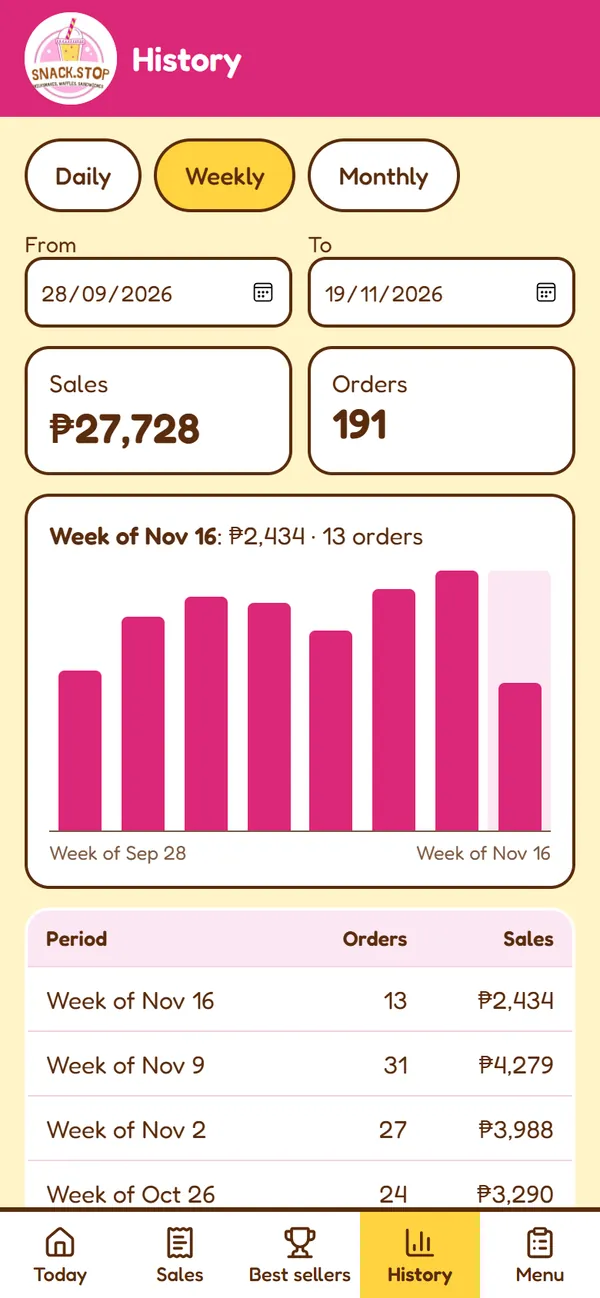 SNACK.STOP
History
Daily Weekly Monthly
From To
28/09/2026 19/11/2026
Sales Orders
₱27,728 191
Week of Nov 16: ₱2,434 · 13 orders
Week of Sep 28 Week of Nov 16
Period Orders Sales
Week of Nov 16 13 ₱2,434
Week of Nov 9 31 ₱4,279
Week of Nov 2 27 ₱3,988
Week of Oct 26 24 ₱3,290
Today Sales Best sellers History Menu